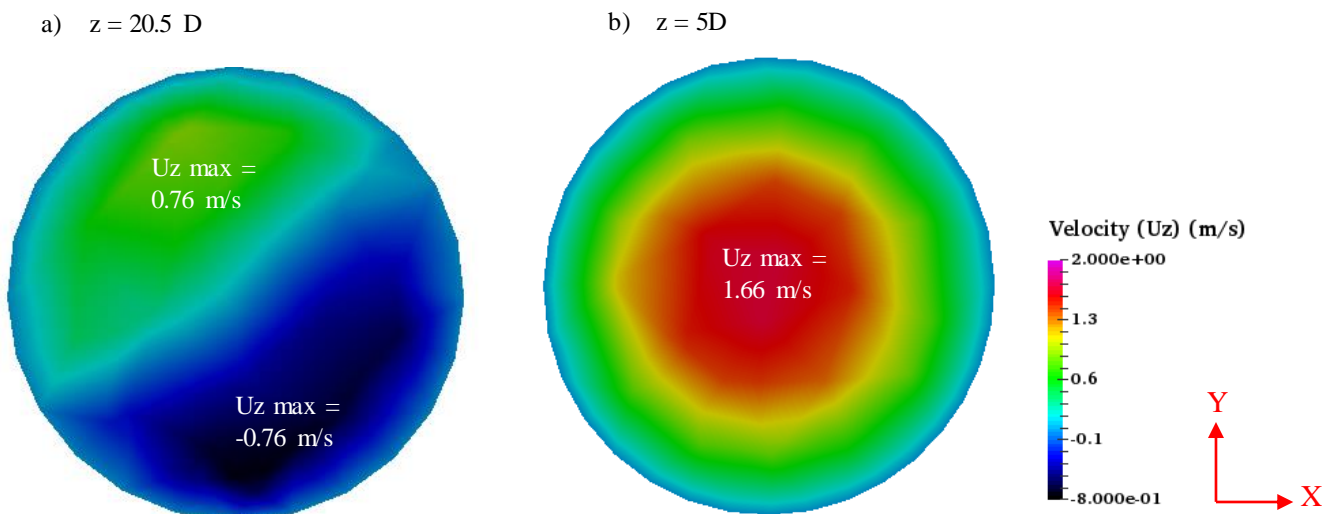 a) z = 20.5 D
b) z = 5D
Uz max =
0.76 m/s
Uz max =
-0.76 m/s
Uz max =
1.66 m/s
Velocity (Uz) (m/s)
2.000e+00
1.3
0.6
-0.1
-8.000e-01
Y
X